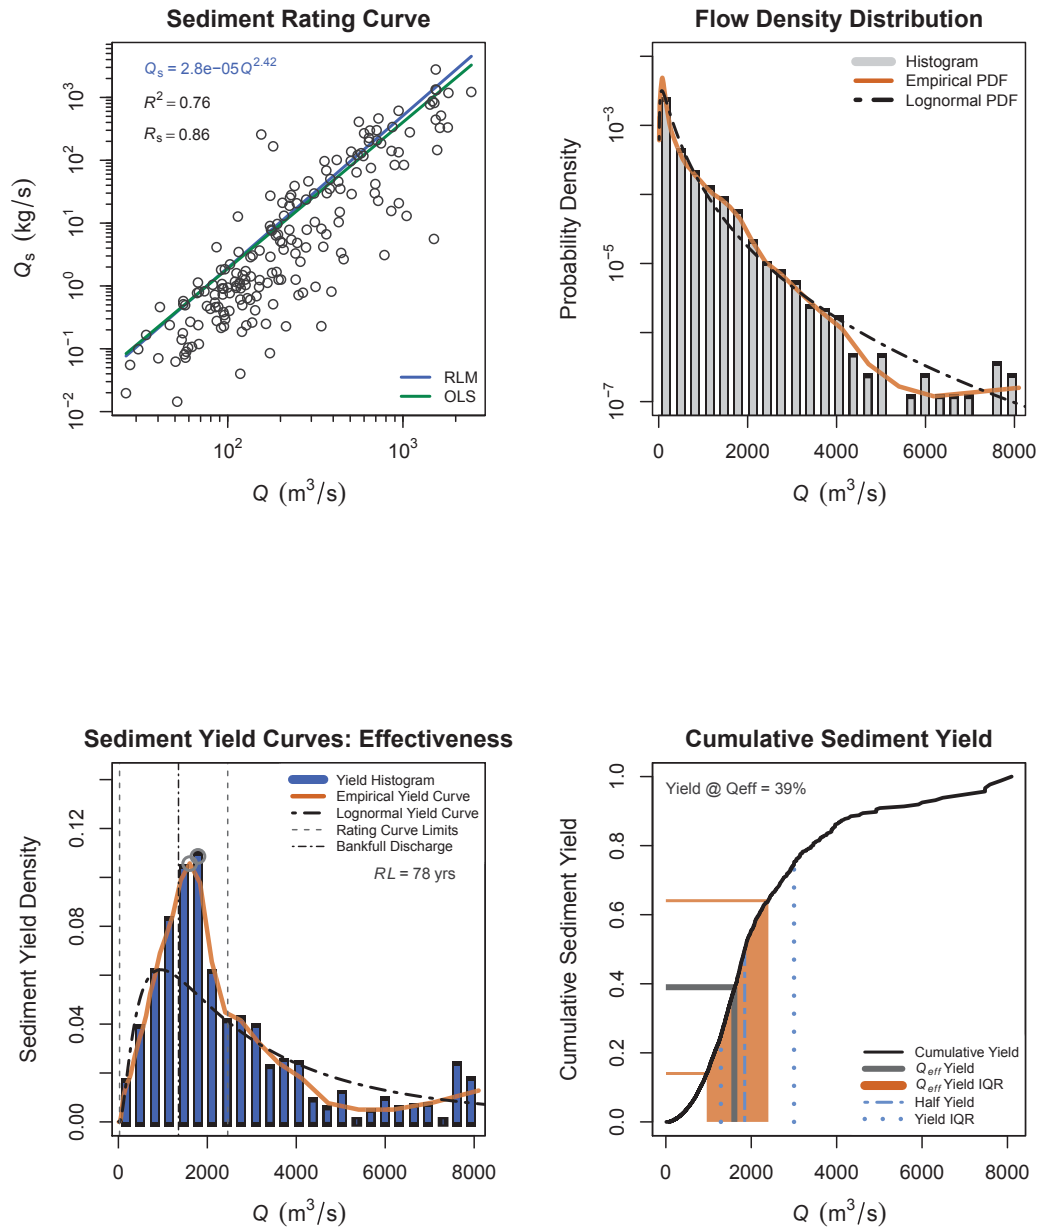 Sediment Rating Curve
Q_s = 2.8e−05Q^2.42
R^2 = 0.76
R_s = 0.86
Q_s (kg/s)
10^3
10^2
10^1
10^0
10^−1
10^−2
RLM
OLS
10^2 10^3
Q (m^3/s)
Flow Density Distribution
Histogram
Empirical PDF
Lognormal PDF
Probability Density
10^−3
10^−5
10^−7
0 2000 4000 6000 8000
Q (m^3/s)
Sediment Yield Curves: Effectiveness
Yield Histogram
Empirical Yield Curve
Lognormal Yield Curve
Rating Curve Limits
Bankfull Discharge
RL = 78 yrs
Sediment Yield Density
0.12
0.08
0.04
0.00
0 2000 4000 6000 8000
Q (m^3/s)
Cumulative Sediment Yield
Yield @ Qeff = 39%
Cumulative Sediment Yield
1.0
0.8
0.6
0.4
0.2
0.0
Cumulative Yield
Q_eff Yield
Q_eff Yield IQR
Half Yield
Yield IQR
0 2000 4000 6000 8000
Q (m^3/s)